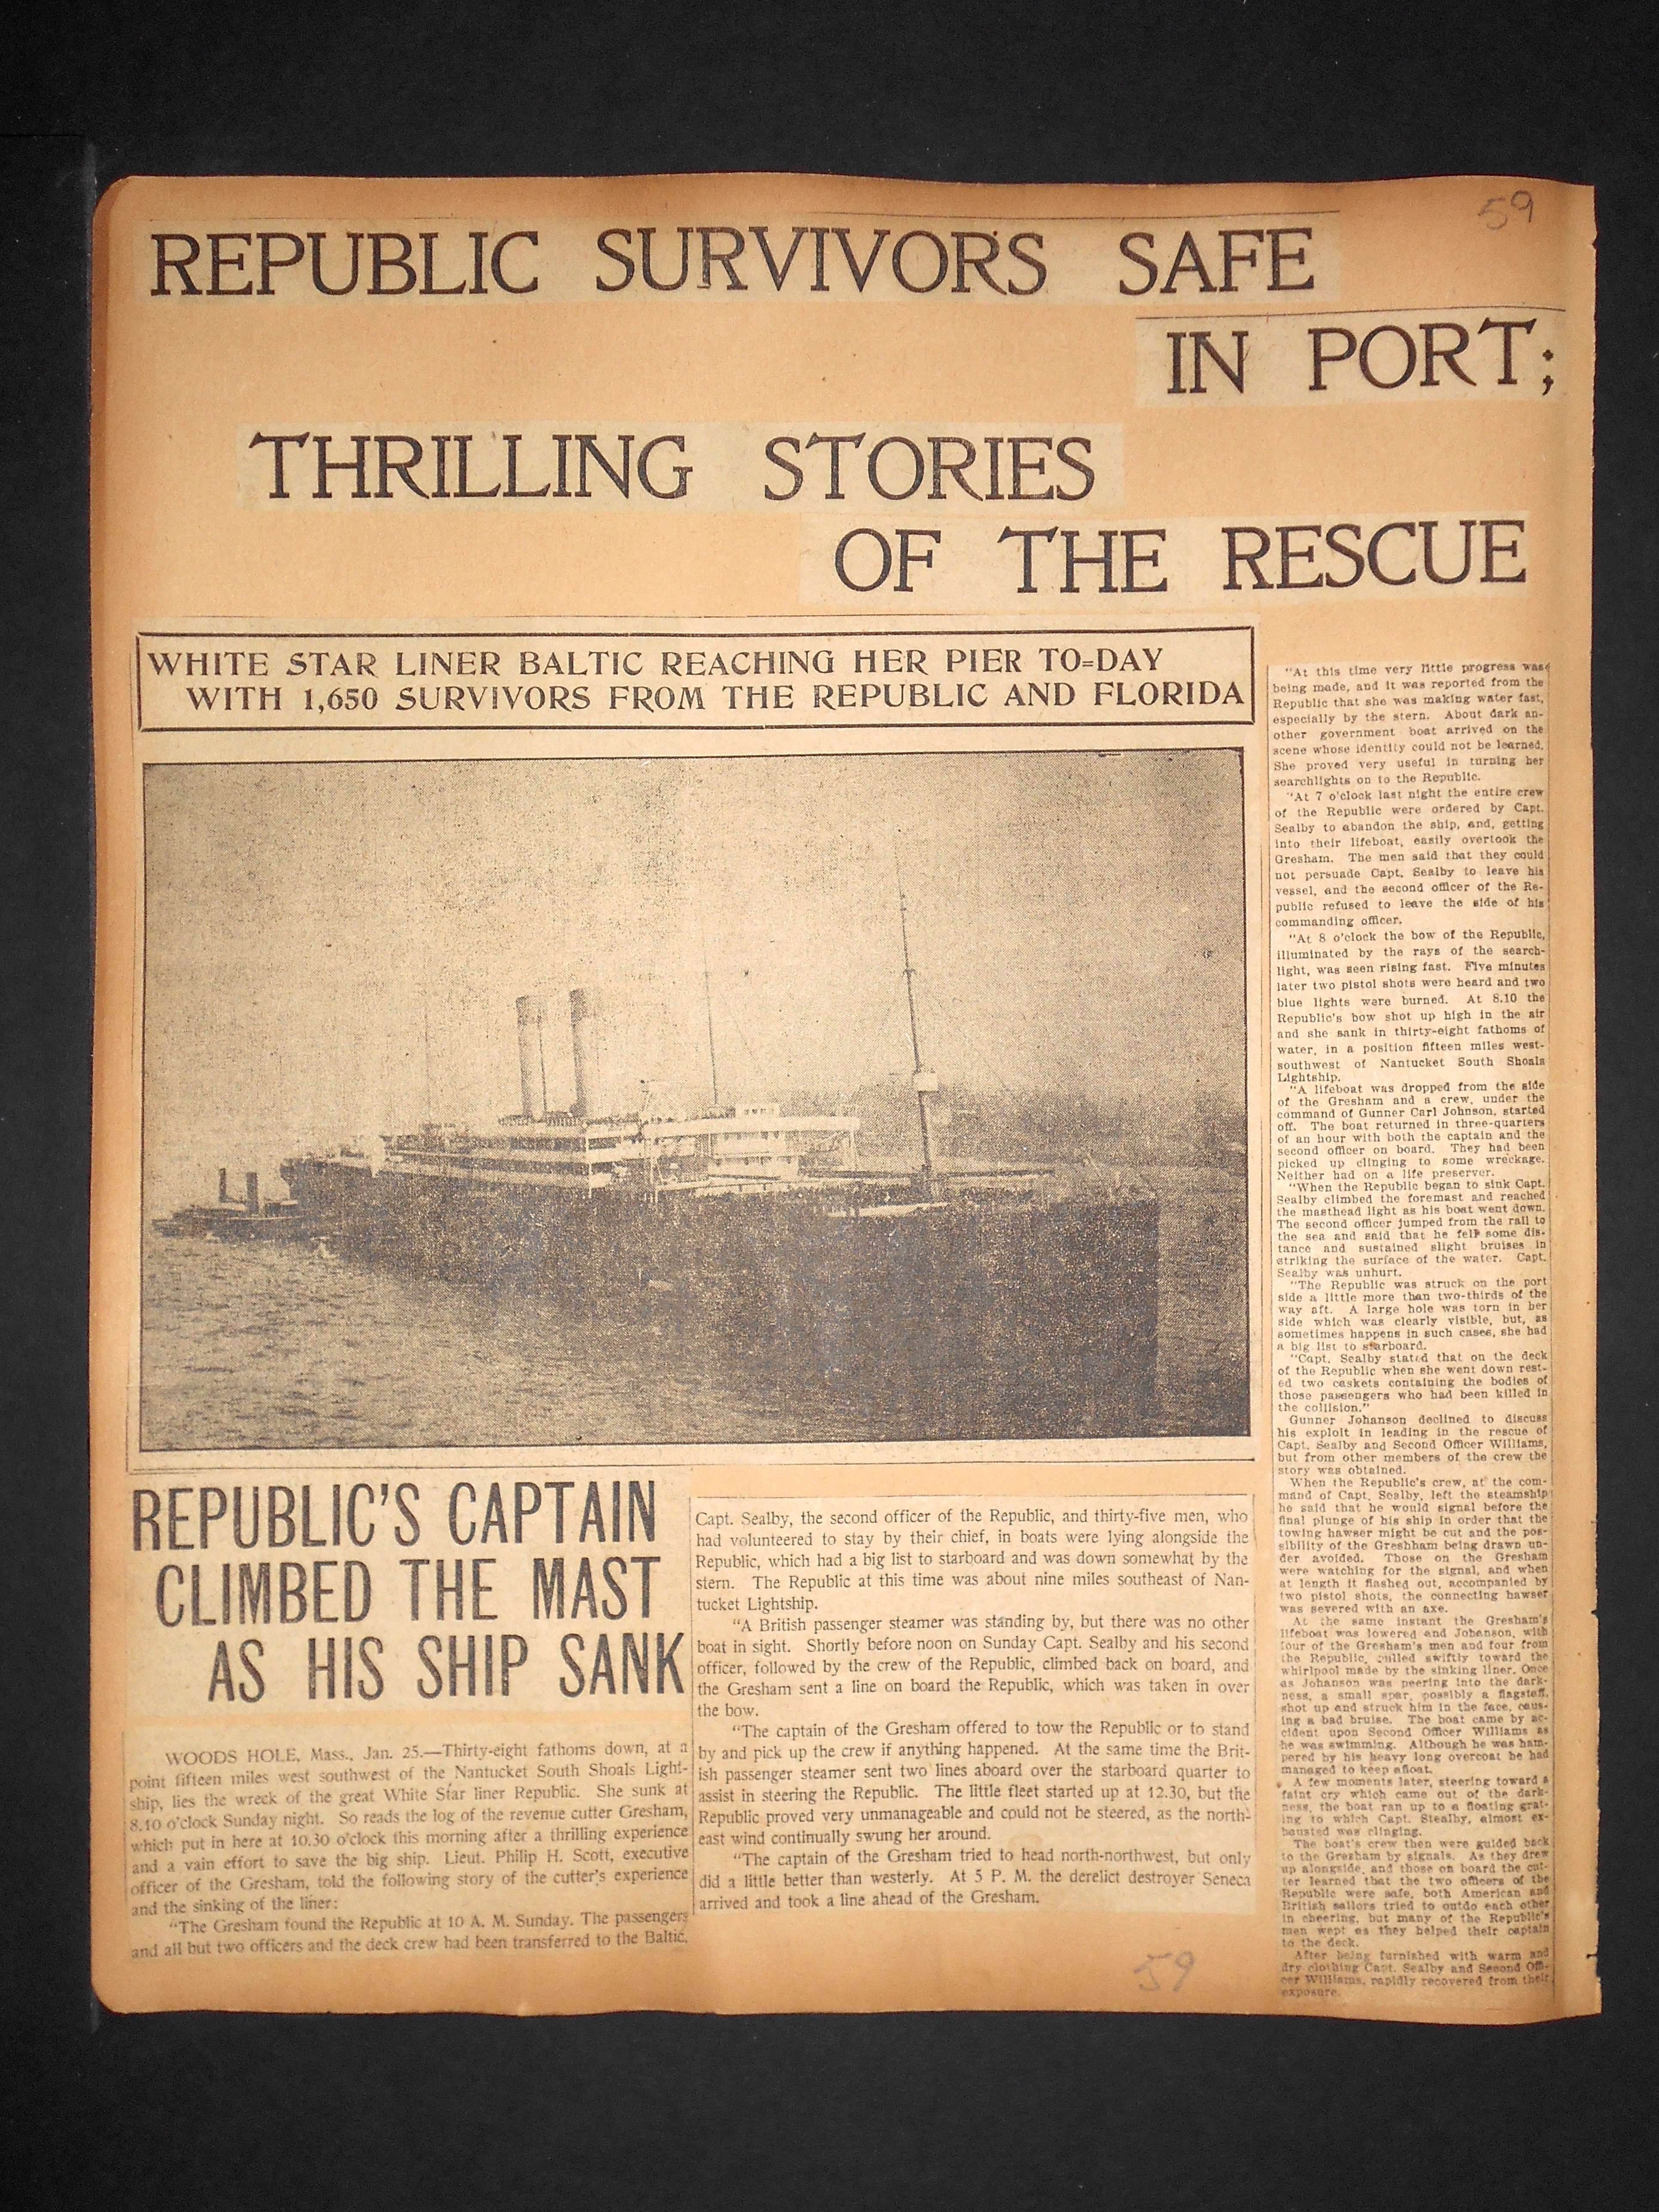 59
REPUBLIC SURVIVORS SAFE
IN PORT;
THRILLING STORIES
OF THE RESCUE
WHITE STAR LINER BALTIC REACHING HER PIER TO=DAY
WITH 1,650 SURVIVORS FROM THE REPUBLIC AND FLORIDA
REPUBLIC'S CAPTAIN
CLIMBED THE MAST
AS HIS SHIP SANK
WOODS HOLE, Mass., Jan. 25.—Thirty-eight fathoms down, at a
point fifteen miles west southwest of the Nantucket South Shoals Light-
ship, lies the wreck of the great White Star liner Republic. She sunk at
8.10 o'clock Sunday night. So reads the log of the revenue cutter Gresham,
which put in here at 10.30 o'clock this morning after a thrilling experience
and a vain effort to save the big ship. Lieut. Philip H. Scott, executive
officer of the Gresham, told the following story of the cutter's experience
and the sinking of the liner:
"The Gresham found the Republic at 10 A. M. Sunday. The passengers
and all but two officers and the deck crew had been transferred to the Baltic.
Capt. Sealby, the second officer of the Republic, and thirty-five men, who
had volunteered to stay by their chief, in boats were lying alongside the
Republic, which had a big list to starboard and was down somewhat by the
stern. The Republic at this time was about nine miles southeast of Nan-
tucket Lightship.
"A British passenger steamer was standing by, but there was no other
boat in sight. Shortly before noon on Sunday Capt. Sealby and his second
officer, followed by the crew of the Republic, climbed back on board, and
the Gresham sent a line on board the Republic, which was taken in over
the bow.
"The captain of the Gresham offered to tow the Republic or to stand
by and pick up the crew if anything happened. At the same time the Brit-
ish passenger steamer sent two lines aboard over the starboard quarter to
assist in steering the Republic. The little fleet started up at 12.30, but the
Republic proved very unmanageable and could not be steered, as the north-
east wind continually swung her around.
"The captain of the Gresham tried to head north-northwest, but only
did a little better than westerly. At 5 P. M. the derelict destroyer Seneca
arrived and took a line ahead of the Gresham.
"At this time very little progress was
being made, and it was reported from the
Republic that she was making water fast,
especially by the stern. About dark an-
other government boat arrived on the
scene whose identity could not be learned.
She proved very useful in turning her
searchlights on to the Republic.
"At 7 o'clock last night the entire crew
of the Republic were ordered by Capt.
Sealby to abandon the ship, and, getting
into their lifeboat, easily overtook the
Gresham. The men said that they could
not persuade Capt. Sealby to leave his
vessel, and the second officer of the Re-
public refused to leave the side of his
commanding officer.
"At 8 o'clock the bow of the Republic,
illuminated by the rays of the search-
light, was seen rising fast. Five minutes
later two pistol shots were heard and two
blue lights were burned. At 8.10 the
Republic's bow shot up high in the air
and she sank in thirty-eight fathoms of
water, in a position fifteen miles west-
southwest of Nantucket South Shoals
Lightship.
"A lifeboat was dropped from the side
of the Gresham and a crew, under the
command of Gunner Carl Johnson, started
off. The boat returned in three-quarters
of an hour with both the captain and the
second officer on board. They had been
picked up clinging to some wreckage.
Neither had on a life preserver.
"When the Republic began to sink Capt.
Sealby climbed the foremast and reached
the masthead light as his boat went down.
The second officer jumped from the rail to
the sea and said that he fell some dis-
tance and sustained slight bruises in
striking the surface of the water. Capt.
Sealby was unhurt.
"The Republic was struck on the port
side a little more than two-thirds of the
way aft. A large hole was torn in her
side which was clearly visible, but, as
sometimes happens in such cases, she had
a big list to starboard.
"Capt. Sealby stated that on the deck
of the Republic when she went down rest-
ed two caskets containing the bodies of
those passengers who had been killed in
the collision."
Gunner Johanson declined to discuss
his exploit in leading in the rescue of
Capt. Sealby and Second Officer Williams,
but from other members of the crew the
story was obtained.
When the Republic's crew, at the com-
mand of Capt. Sealby, left the steamship
he said that he would signal before the
final plunge of his ship in order that the
towing hawser might be cut and the pos-
sibility of the Greshham being drawn un-
der avoided. Those on the Gresham
were watching for the signal, and when
at length it flashed out, accompanied by
two pistol shots, the connecting hawser
was severed with an axe.
At the same instant the Gresham's
lifeboat was lowered and Johanson, with
four of the Gresham's men and four from
the Republic, pulled swiftly toward the
whirlpool made by the sinking liner. Once
as Johanson was peering into the dark-
ness, a small spar, possibly a flagstaff,
shot up and struck him in the face, caus-
ing a bad bruise. The boat came by ac-
cident upon Second Officer Williams as
he was swimming. Although he was ham-
pered by his heavy long overcoat he had
managed to keep afloat.
A few moments later, steering toward a
faint cry which came out of the dark-
ness, the boat ran up to a floating grat-
ing to which Capt. Stealby, almost ex-
hausted was clinging.
The boat's crew then were guided back
to the Gresham by signals. As they drew
up alongside, and those on board the cut-
ter learned that the two officers of the
Republic were safe, both American and
British sailors tried to outdo each other
in cheering, but many of the Republic's
men wept as they helped their captain
to the deck.
After being furnished with warm and
dry clothing Capt. Sealby and Second Offi-
cer Williams, rapidly recovered from their
exposure.
59